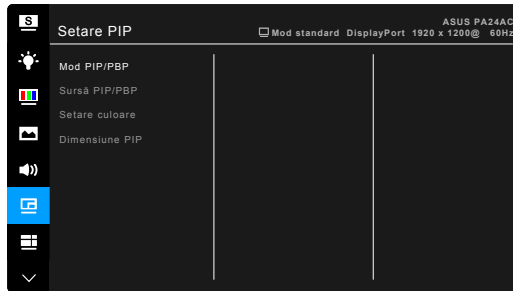 S
ASUS PA24AC
Setare PIP
Mod standard DisplayPort 1920 x 1200@ 60Hz
Mod PIP/PBP
Sursă PIP/PBP
Setare culoare
Dimensiune PIP